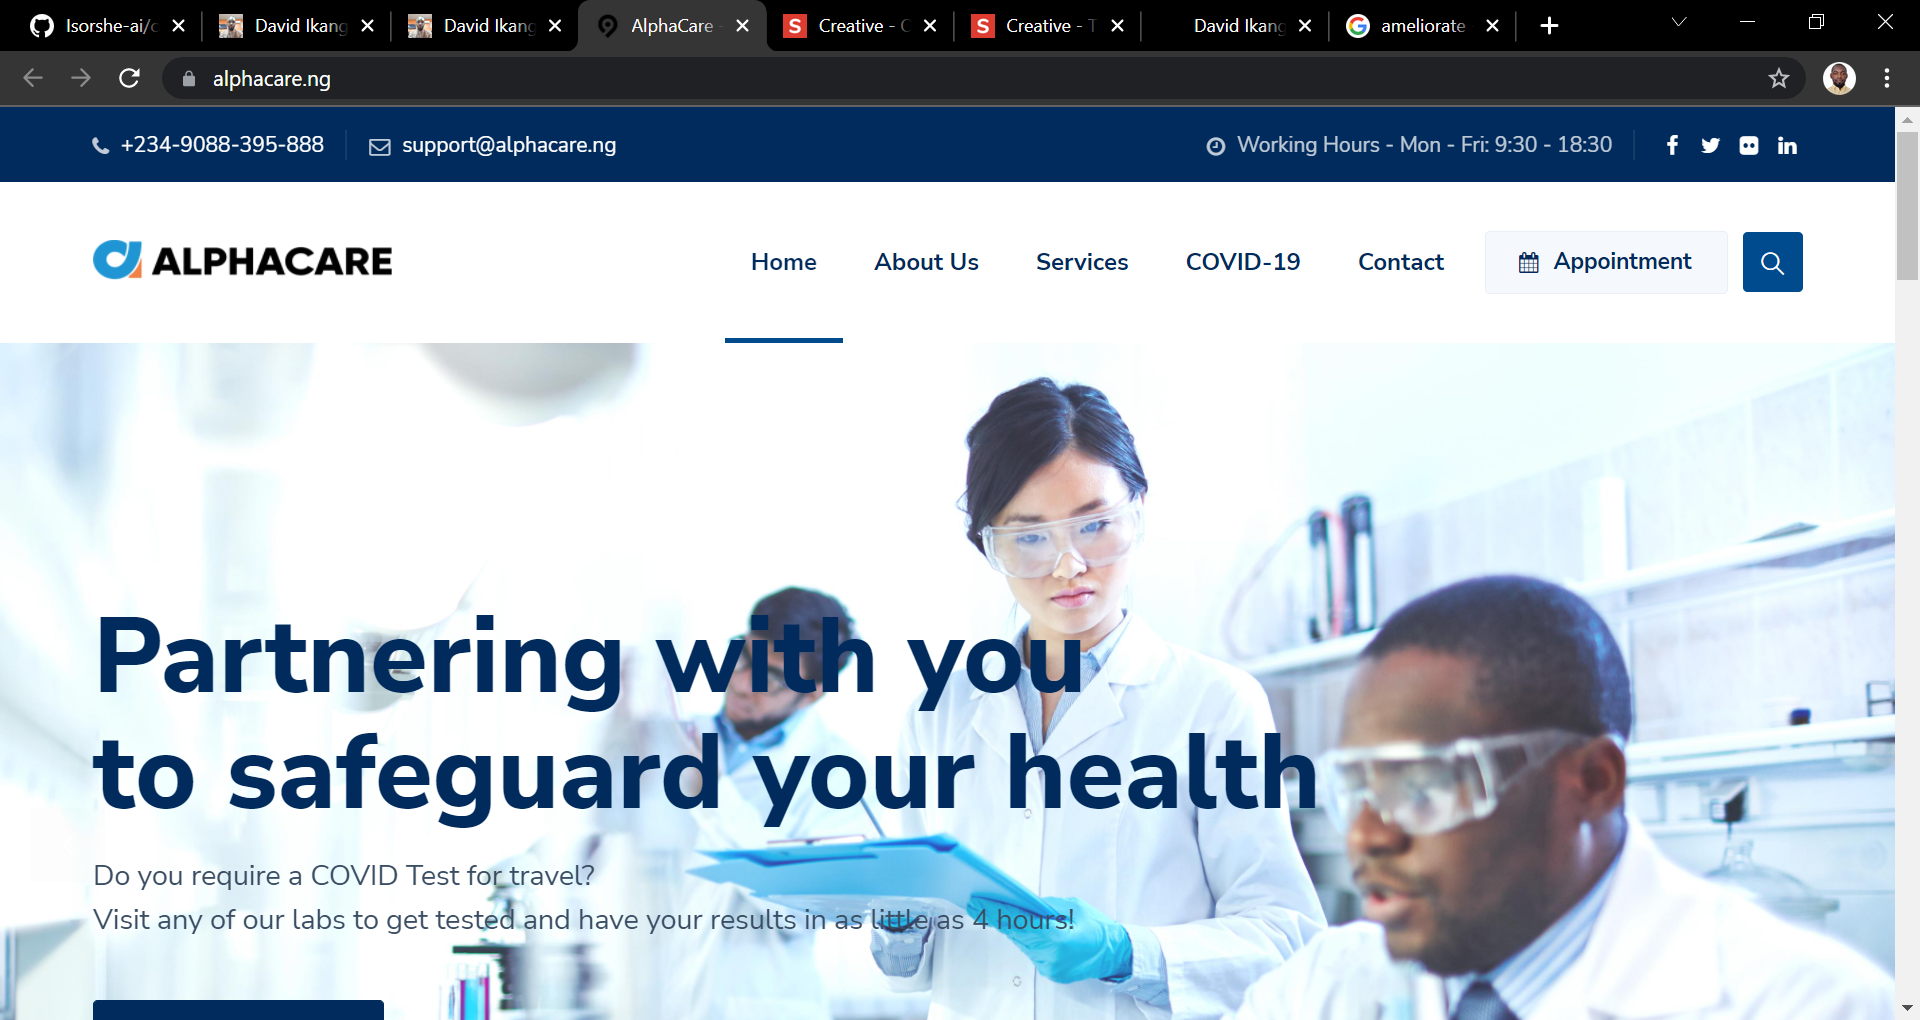 Isorshe-ai/c
David Ikang
David Ikang
AlphaCare -
Creative - C
Creative - T
David Ikang
ameliorate
alphacare.ng
+234-9088-395-888
support@alphacare.ng
Working Hours - Mon - Fri: 9:30 - 18:30
ALPHACARE
Home
About Us
Services
COVID-19
Contact
Appointment
Partnering with you
to safeguard your health
Do you require a COVID Test for travel?
Visit any of our labs to get tested and have your results in as little as 4 hours!